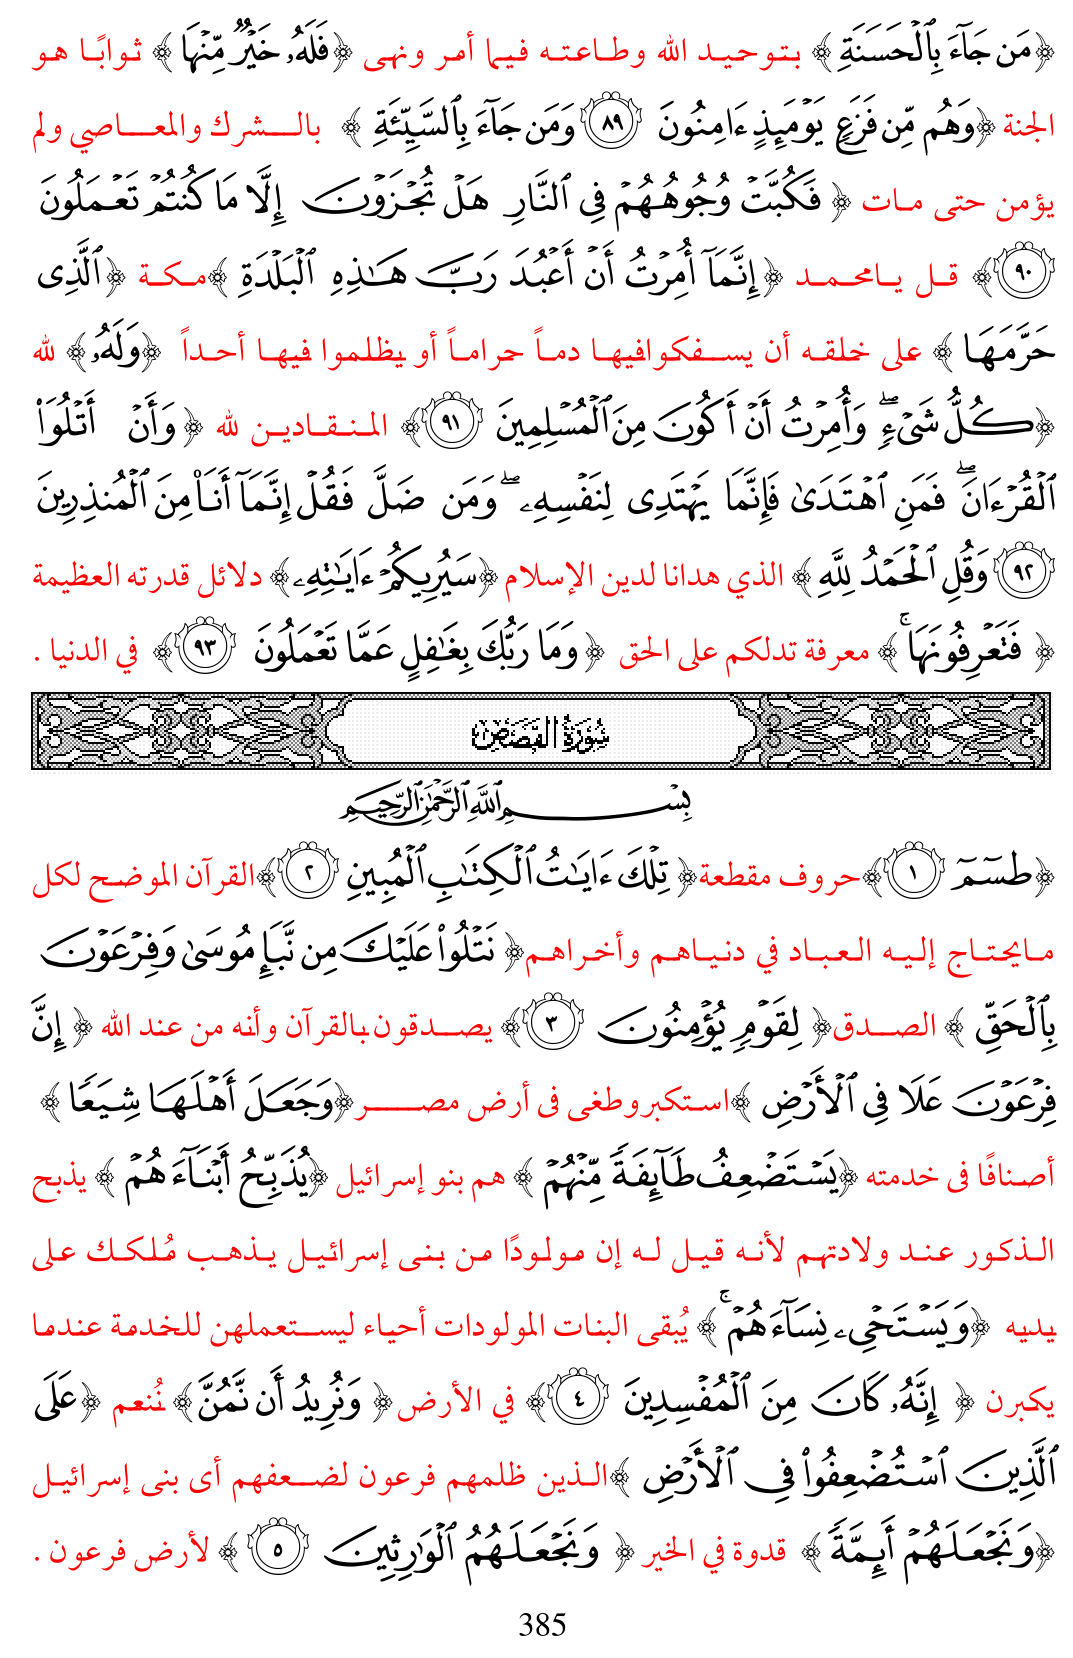 ﴿مَن جَآءَ بِٱلْحَسَنَةِ﴾ بتوحيد الله وطاعته فيما أمر ونهى ﴿فَلَهُۥ خَيْرٌ مِّنْهَا﴾ ثوابًا هو
الجنة ﴿وَهُم مِّن فَزَعٍ يَوْمَئِذٍ ءَامِنُونَ ٨٩ وَمَن جَآءَ بِٱلسَّيِّئَةِ﴾ بالشرك والمعاصي ولم
يؤمن حتى مات ﴿فَكُبَّتْ وُجُوهُهُمْ فِى ٱلنَّارِ هَلْ تُجْزَوْنَ إِلَّا مَا كُنتُمْ تَعْمَلُونَ
٩٠﴾ قل يامحمد ﴿إِنَّمَآ أُمِرْتُ أَنْ أَعْبُدَ رَبَّ هَٰذِهِ ٱلْبَلْدَةِ﴾مكة ﴿ٱلَّذِى
حَرَّمَهَا﴾ على خلقه أن يسفكوافيها دماً حراماً أو يظلموا فيها أحداً ﴿وَلَهُۥ﴾ لله
﴿كُلُّ شَىْءٍۖ وَأُمِرْتُ أَنْ أَكُونَ مِنَ ٱلْمُسْلِمِينَ ٩١﴾ المنقادين لله ﴿وَأَنْ أَتْلُوَا۟
ٱلْقُرْءَانَۖ فَمَنِ ٱهْتَدَىٰ فَإِنَّمَا يَهْتَدِى لِنَفْسِهِۦۖ وَمَن ضَلَّ فَقُلْ إِنَّمَآ أَنَا۠ مِنَ ٱلْمُنذِرِينَ
٩٢ وَقُلِ ٱلْحَمْدُ لِلَّهِ﴾ الذي هدانا لدين الإسلام ﴿سَيُرِيكُمْ ءَايَٰتِهِۦ﴾ دلائل قدرته العظيمة
﴿فَتَعْرِفُونَهَاۚ﴾ معرفة تدلكم على الحق ﴿وَمَا رَبُّكَ بِغَٰفِلٍ عَمَّا تَعْمَلُونَ ٩٣﴾ في الدنيا .
سُورَةُ القَصَصِ
بِسْمِ ٱللَّهِ ٱلرَّحْمَٰنِ ٱلرَّحِيمِ
﴿طسٓمٓ ١﴾حروف مقطعة﴿تِلْكَ ءَايَٰتُ ٱلْكِتَٰبِ ٱلْمُبِينِ ٢﴾القرآن الموضح لكل
مايحتاج إليه العباد في دنياهم وأخراهم﴿نَتْلُوا۟ عَلَيْكَ مِن نَّبَإِ مُوسَىٰ وَفِرْعَوْنَ
بِٱلْحَقِّ﴾ الصدق﴿لِقَوْمٍ يُؤْمِنُونَ ٣﴾ يصدقون بالقرآن وأنه من عند الله ﴿إِنَّ
فِرْعَوْنَ عَلَا فِى ٱلْأَرْضِ﴾استكبروطغى فى أرض مصر﴿وَجَعَلَ أَهْلَهَا شِيَعًا﴾
أصنافًا فى خدمته ﴿يَسْتَضْعِفُ طَآئِفَةً مِّنْهُمْ﴾ هم بنو إسرائيل ﴿يُذَبِّحُ أَبْنَآءَهُمْ﴾ يذبح
الذكور عند ولادتهم لأنه قيل له إن مولودًا من بنى إسرائيل يذهب مُلكك على
يديه ﴿وَيَسْتَحْىِۦ نِسَآءَهُمْۚ﴾ يُبقى البنات المولودات أحياء ليستعملهن للخدمة عندما
يكبرن ﴿إِنَّهُۥ كَانَ مِنَ ٱلْمُفْسِدِينَ ٤﴾ في الأرض﴿وَنُرِيدُ أَن نَّمُنَّ﴾ نُنعم ﴿عَلَى
ٱلَّذِينَ ٱسْتُضْعِفُوا۟ فِى ٱلْأَرْضِ﴾الذين ظلمهم فرعون لضعفهم أى بنى إسرائيل
﴿وَنَجْعَلَهُمْ أَئِمَّةً﴾ قدوة في الخير ﴿وَنَجْعَلَهُمُ ٱلْوَٰرِثِينَ ٥﴾ لأرض فرعون .
385